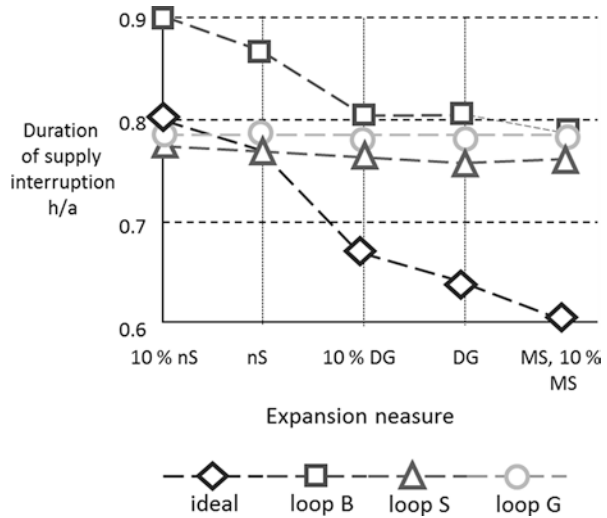 0.9
Duration
of supply
interruption
h/a
0.8
0.7
0.6
10 % nS
nS
10 % DG
DG
MS, 10 %
MS
Expansion neasure
ideal
loop B
loop S
loop G